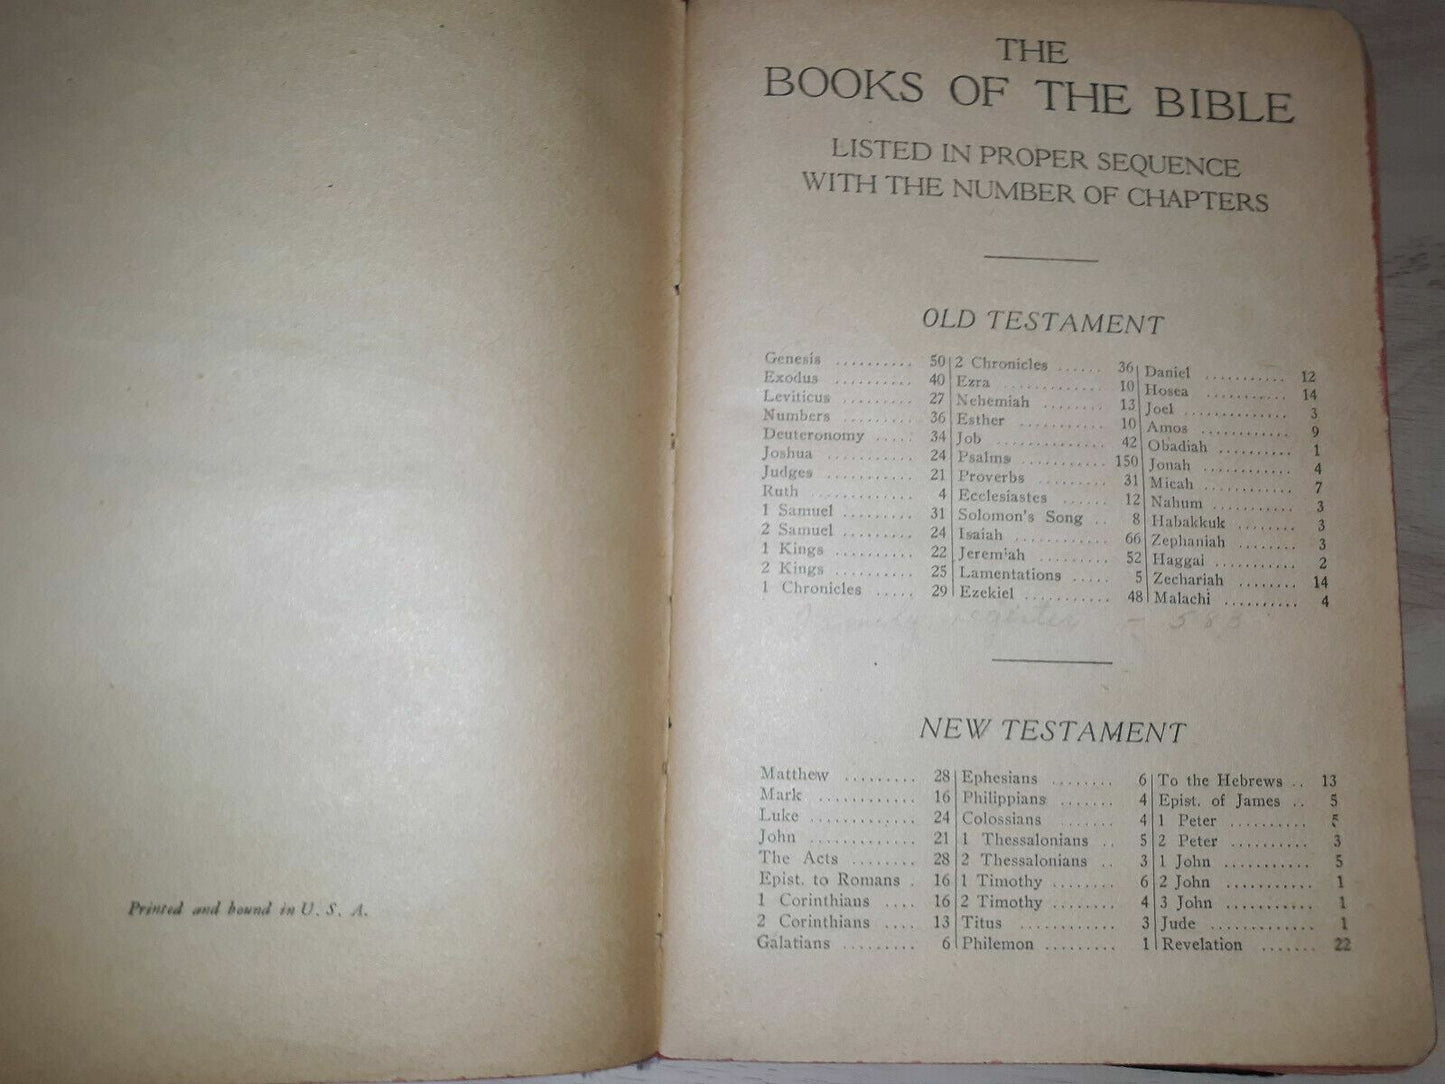 Printed and bound in U. S. A.
THE
BOOKS OF THE BIBLE
LISTED IN PROPER SEQUENCE
WITH THE NUMBER OF CHAPTERS
OLD TESTAMENT
Genesis .......... 50
Exodus .......... 40
Leviticus ......... 27
Numbers ......... 36
Deuteronomy ..... 34
Joshua ........... 24
Judges ........... 21
Ruth ............ 4
1 Samuel ......... 31
2 Samuel ......... 24
1 Kings .......... 22
2 Kings .......... 25
1 Chronicles ..... 29
2 Chronicles ...... 36
Ezra ............ 10
Nehemiah ........ 13
Esther ........... 10
Job ............. 42
Psalms ........... 150
Proverbs ......... 31
Ecclesiastes ...... 12
Solomon's Song .. 8
Isaiah ............ 66
Jeremiah ......... 52
Lamentations ..... 5
Ezekiel ........... 48
Daniel ........... 12
Hosea ........... 14
Joel .............. 3
Amos ............ 9
Obadiah .......... 1
Jonah ............ 4
Micah ............ 7
Nahum ........... 3
Habakkuk ........ 3
Zephaniah ........ 3
Haggai ........... 2
Zechariah ........ 14
Malachi .......... 4
register - 583
NEW TESTAMENT
Matthew ......... 28
Mark ............ 16
Luke ............. 24
John ............. 21
The Acts ........ 28
Epist. to Romans . 16
1 Corinthians .... 16
2 Corinthians .... 13
Galatians ......... 6
Ephesians ........ 6
Philippians ....... 4
Colossians ....... 4
1 Thessalonians .. 5
2 Thessalonians .. 3
1 Timothy ........ 6
2 Timothy ........ 4
Titus ............ 3
Philemon ......... 1
To the Hebrews .. 13
Epist. of James .. 5
1 Peter .......... 5
2 Peter .......... 3
1 John ........... 5
2 John ........... 1
3 John ........... 1
Jude ............. 1
Revelation ....... 22